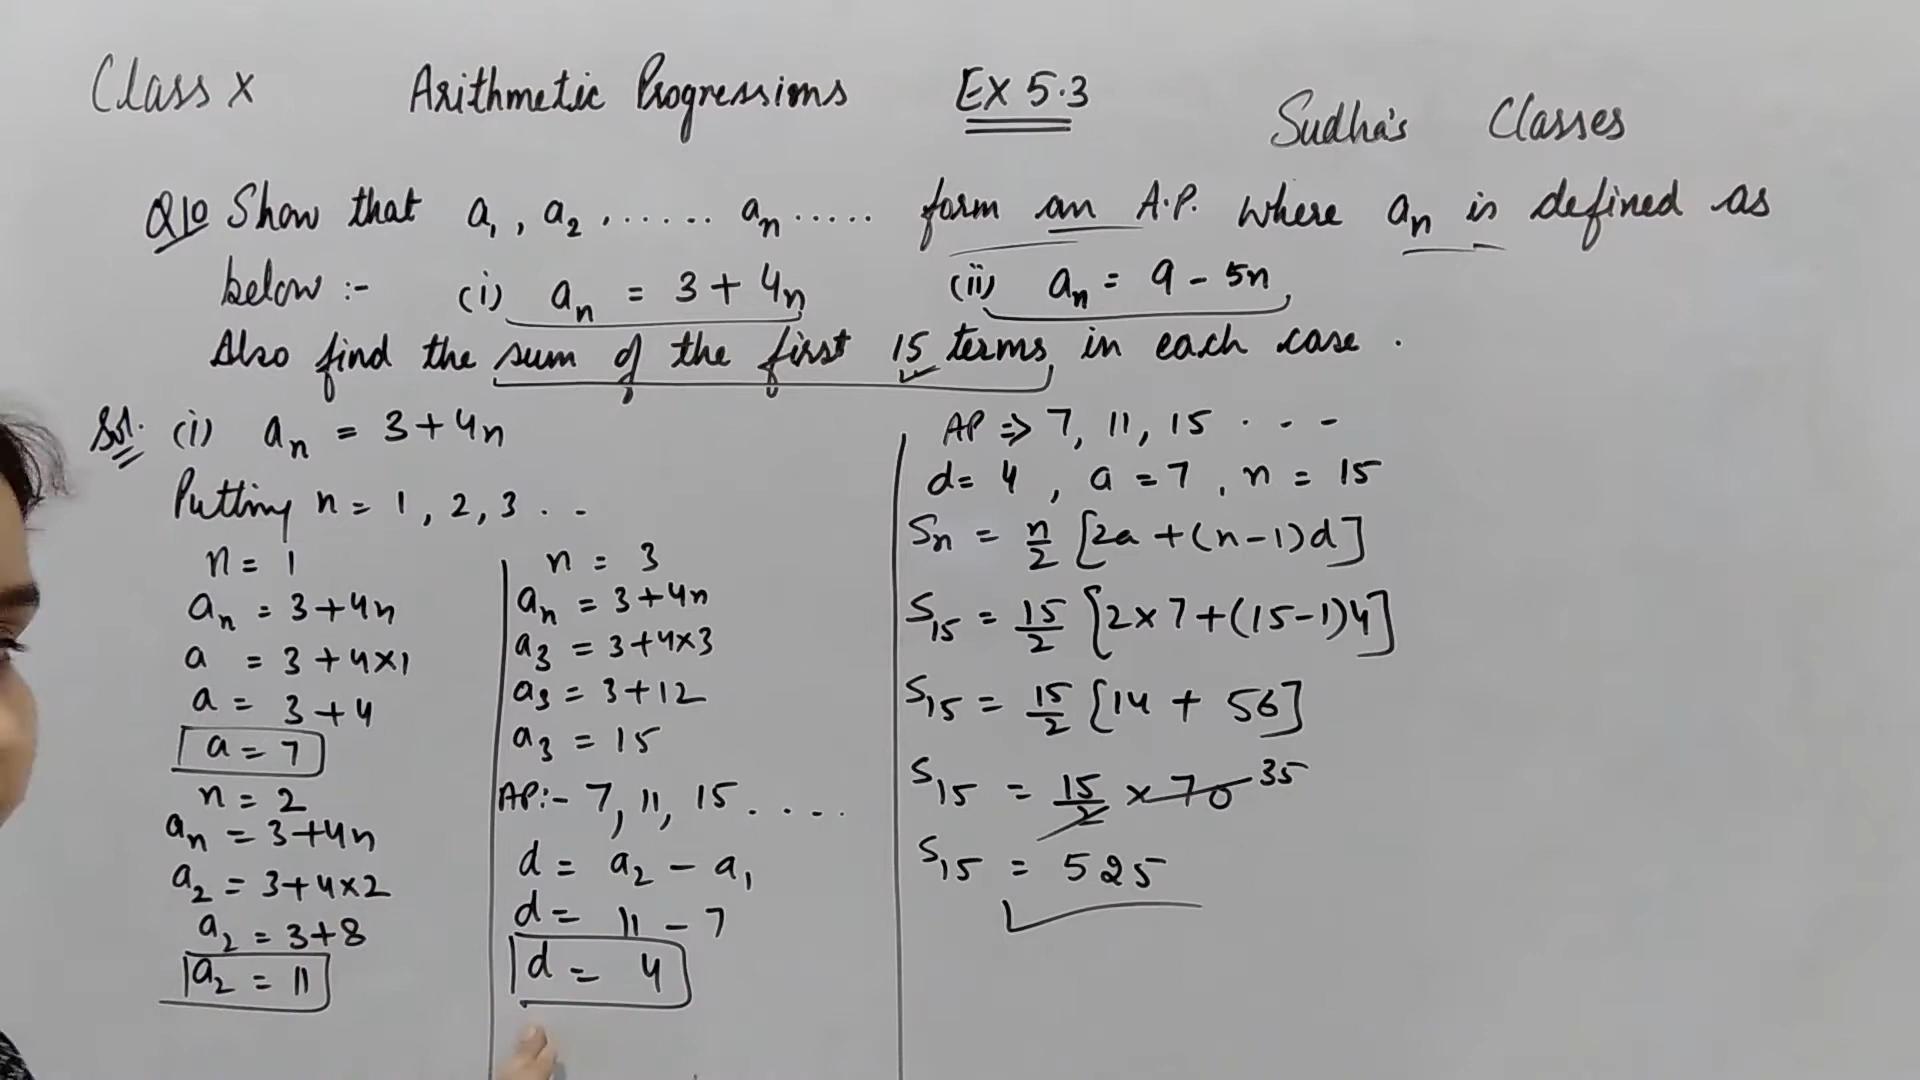 Class X Arithmetic Progressions EX 5.3 Sudha's Classes
Q10 Show that a₁, a₂ ...... aₙ ..... form an A.P. where aₙ is defined as
below :- (i) aₙ = 3 + 4n (ii) aₙ = 9 - 5n
Also find the sum of the first 15 terms in each case .
Sol. (i) aₙ = 3 + 4n
Putting n = 1, 2, 3 ..
n = 1
aₙ = 3 + 4n
a = 3 + 4×1
a = 3 + 4
a = 7
n = 2
aₙ = 3 + 4n
a₂ = 3 + 4×2
a₂ = 3 + 8
a₂ = 11
n = 3
aₙ = 3 + 4n
a₃ = 3 + 4×3
a₃ = 3 + 12
a₃ = 15
AP:- 7, 11, 15 ....
d = a₂ - a₁
d = 11 - 7
d = 4
AP => 7, 11, 15 . - -
d = 4 , a = 7 , n = 15
Sn = n/2 [2a + (n-1)d]
S₁₅ = 15/2 [2×7 + (15-1)4]
S₁₅ = 15/2 [14 + 56]
S₁₅ = 15/2 × 70 35
S₁₅ = 525